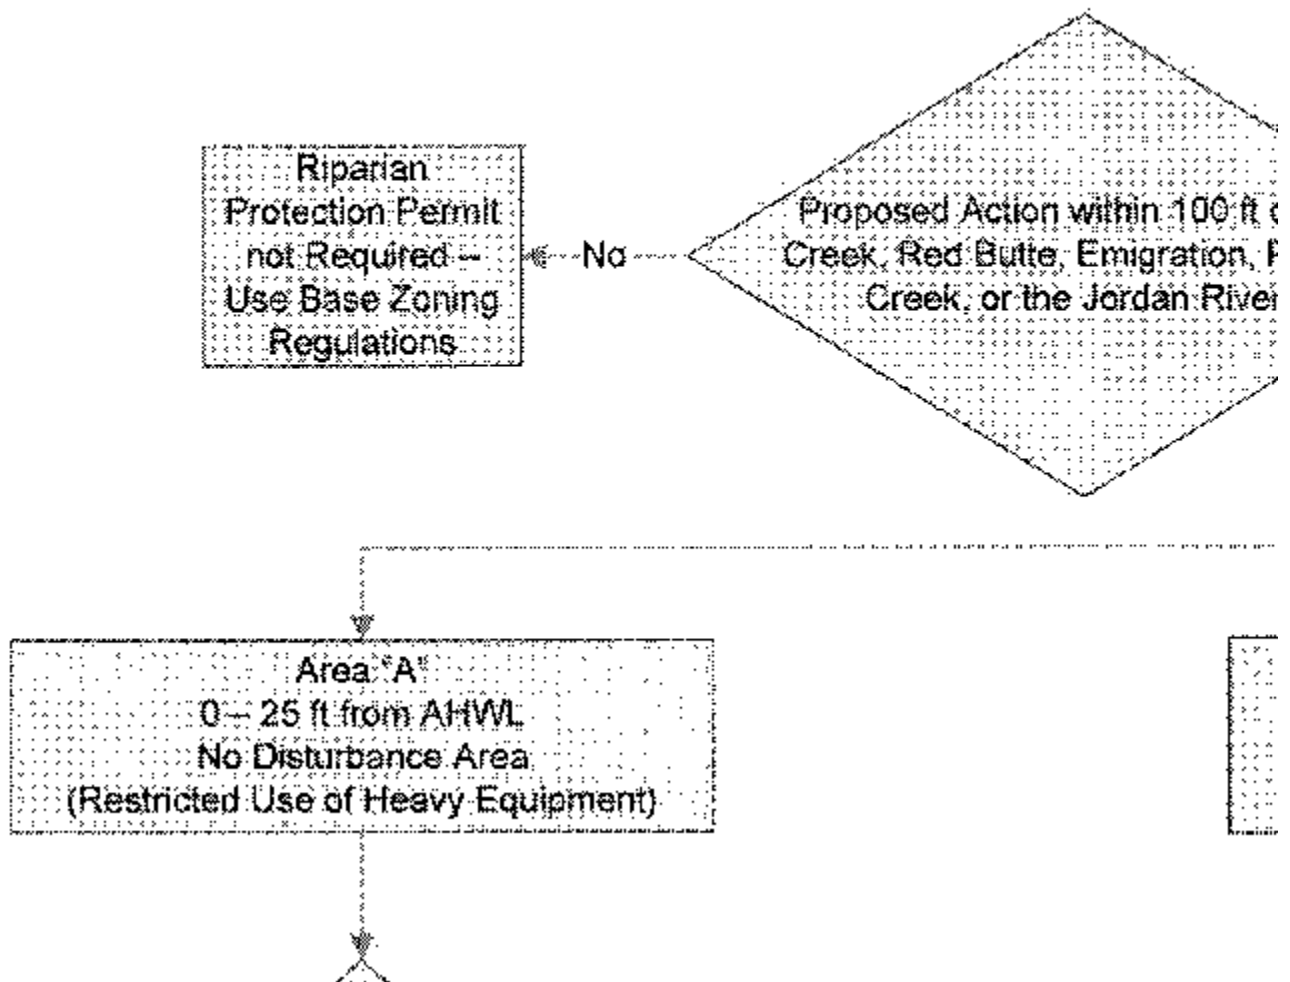 Riparian
Protection Permit
not Required –
Use Base Zoning
Regulations
No
Proposed Action within 100 ft
Creek, Red Butte, Emigration,
Creek, or the Jordan River
Area "A"
0 – 25 ft from AHWL
No Disturbance Area
(Restricted Use of Heavy Equipment)